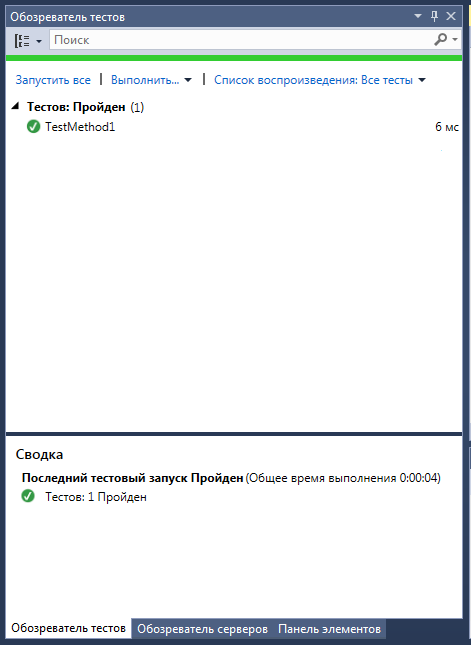 Обозреватель тестов
Поиск
Запустить все | Выполнить... | Список воспроизведения: Все тесты
Тестов: Пройден (1)
TestMethod1 6 мс
Сводка
Последний тестовый запуск Пройден (Общее время выполнения 0:00:04)
Тестов: 1 Пройден
Обозреватель тестов Обозреватель серверов Панель элементов